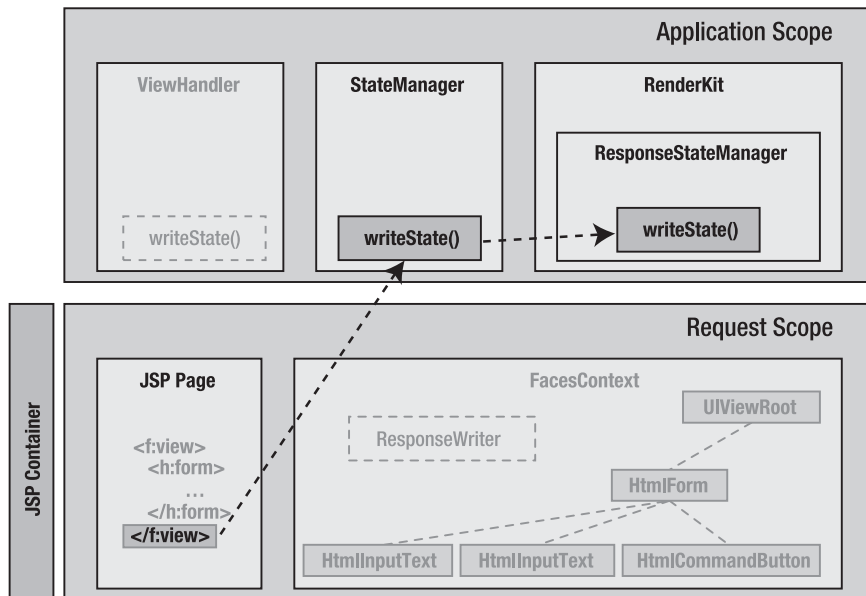 Application Scope
ViewHandler
StateManager
RenderKit
ResponseStateManager
writeState()
writeState()
writeState()
JSP Container
Request Scope
JSP Page
FacesContext
<f:view>
<h:form>
...
</h:form>
</f:view>
ResponseWriter
UIViewRoot
HtmlForm
HtmlInputText
HtmlInputText
HtmlCommandButton